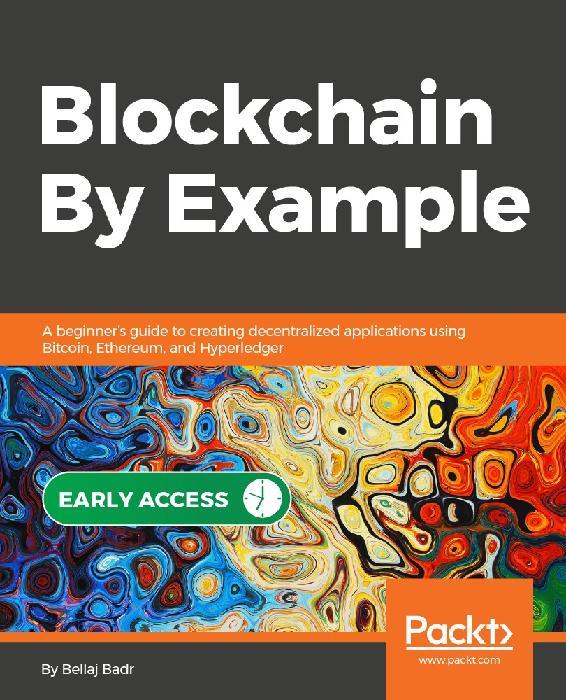 Blockchain
By Example
A beginner's guide to creating decentralized applications using
Bitcoin, Ethereum, and Hyperledger
EARLY ACCESS
Packt>
www.packt.com
By Bellaj Badr